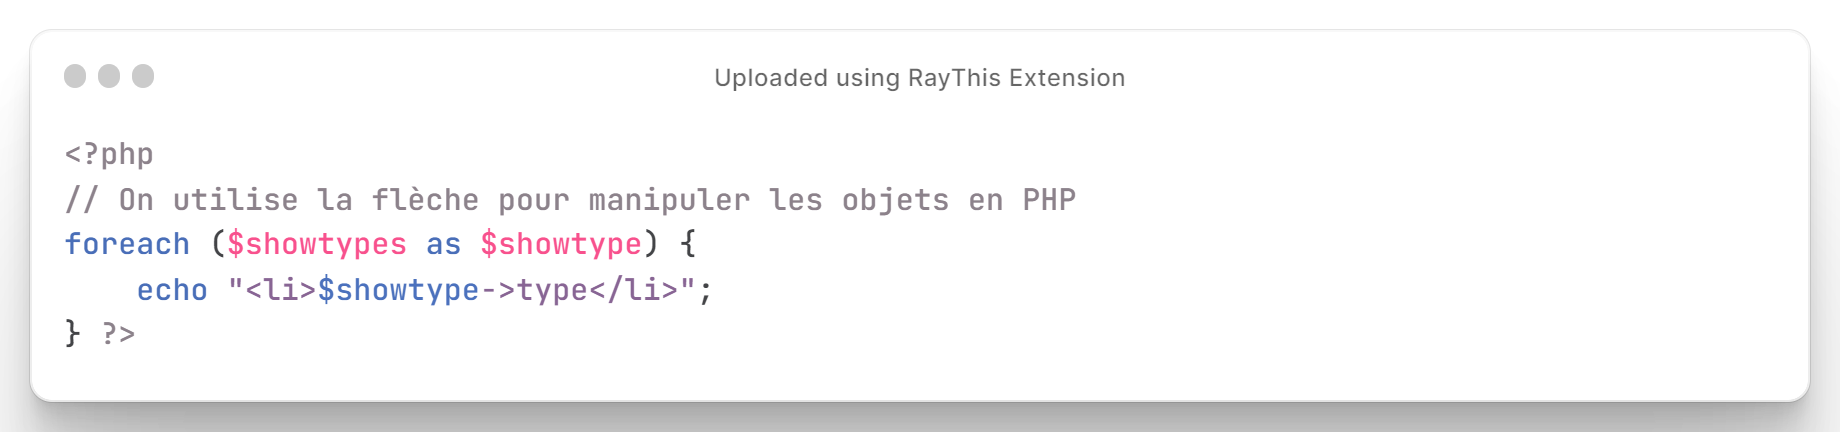 Uploaded using RayThis Extension
<?php
// On utilise la flèche pour manipuler les objets en PHP
foreach ($showtypes as $showtype) {
    echo "<li>$showtype->type</li>";
} ?>